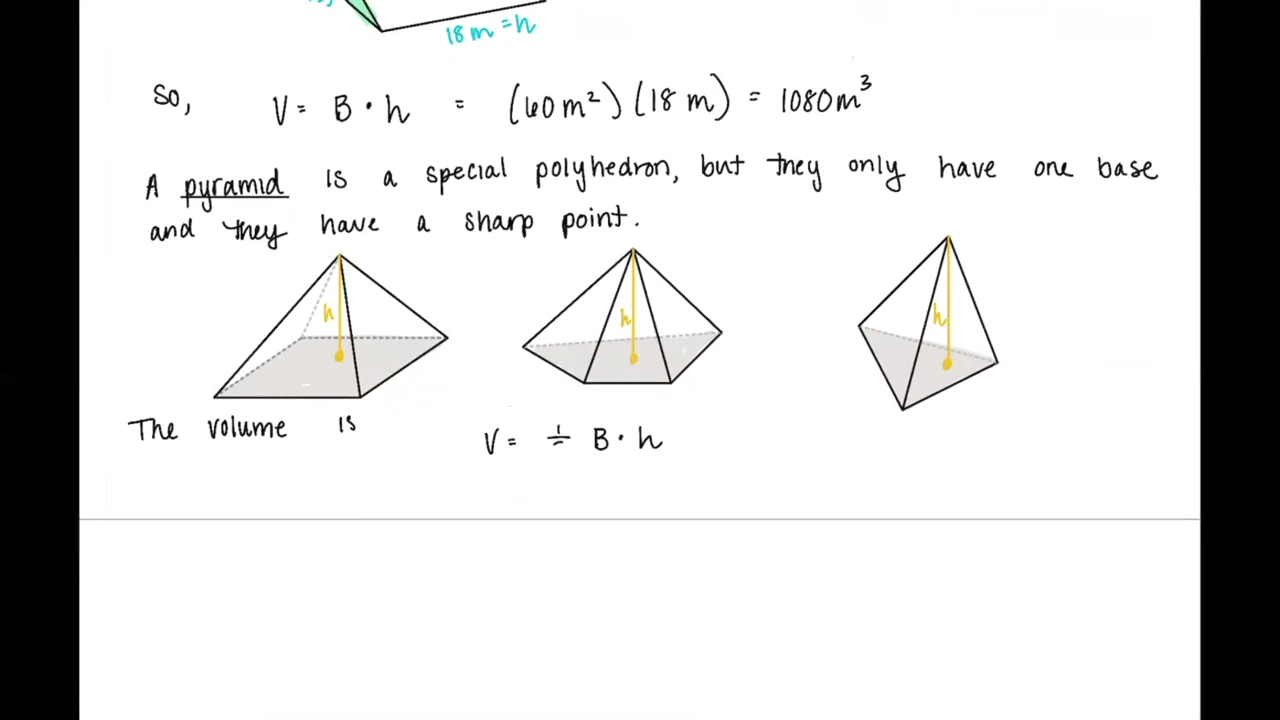 18 m = h
So, V = B · h = (60 m²) (18 m) = 1080 m³
A pyramid is a special polyhedron, but they only have one base
and they have a sharp point.
h h h
The volume is
V = 1/ B · h